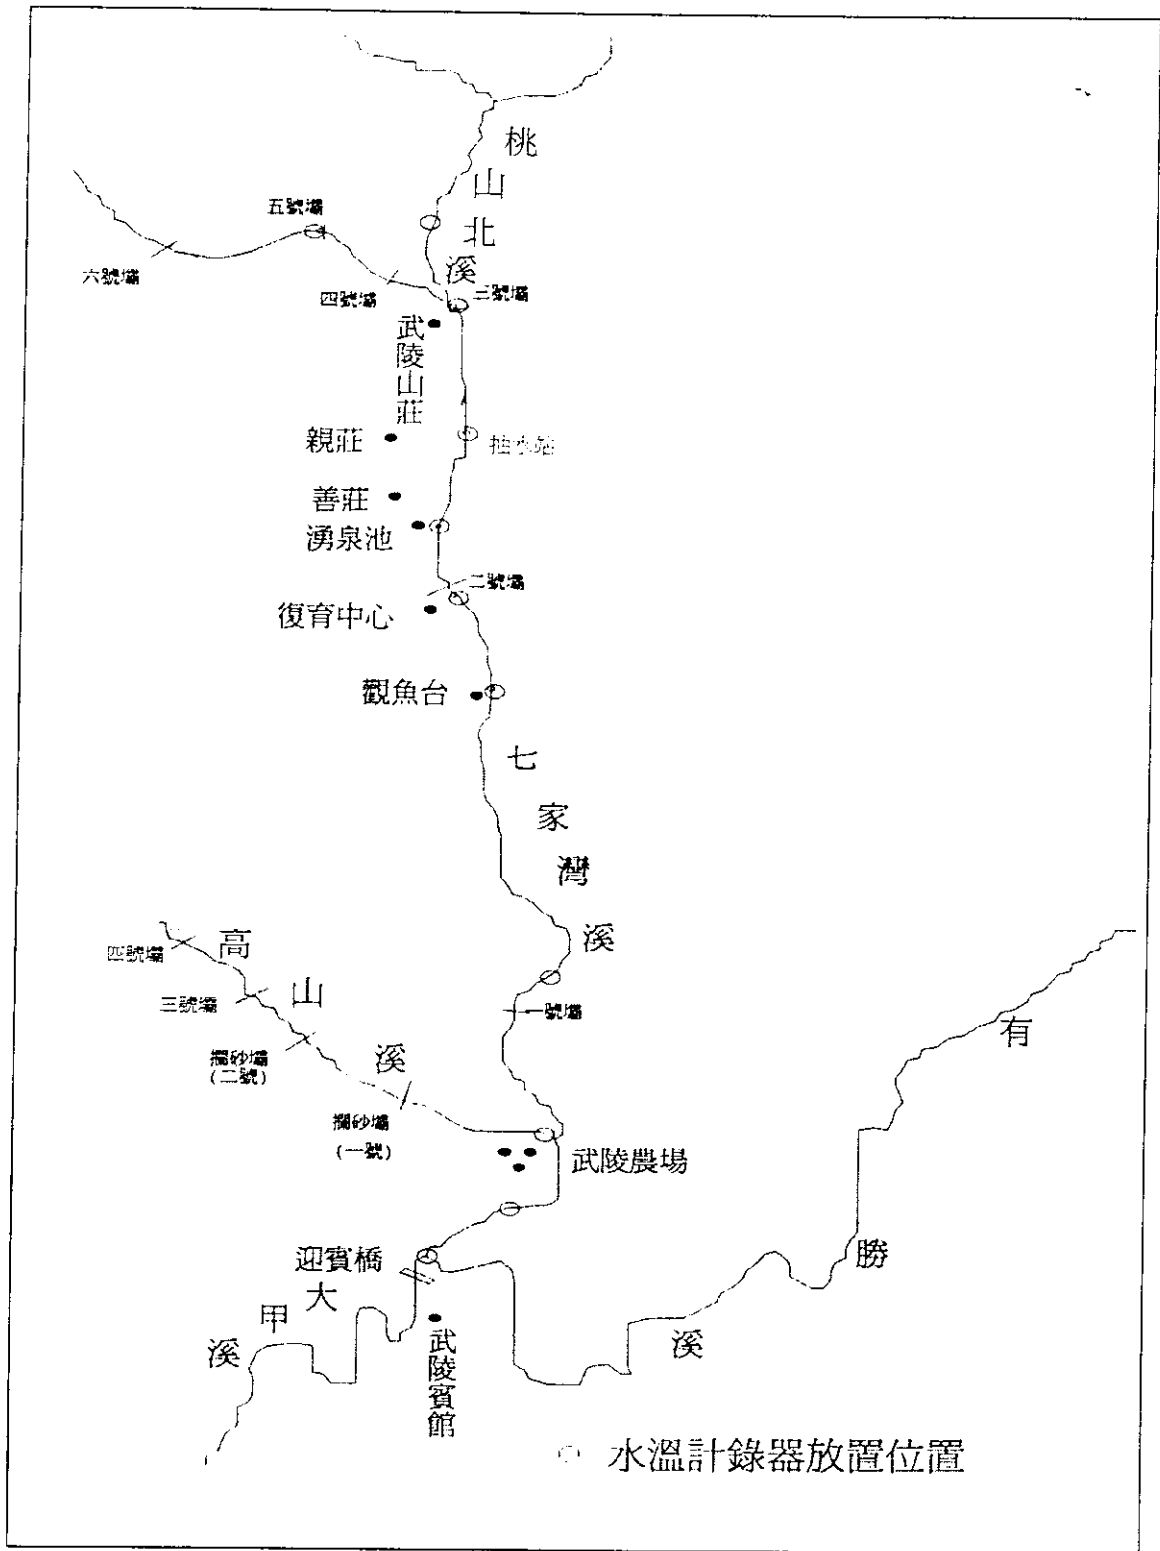 桃山北溪
五號壩
六號壩
四號壩
三號壩
武陵山莊
親莊
抽水站
善莊
湧泉池
二號壩
復育中心
觀魚台
七家灣溪
四號壩
高山溪
三號壩
攔砂壩
(二號)
一號壩
攔砂壩
(一號)
武陵農場
有勝溪
迎賓橋
大甲溪
武陵賓館
水溫計錄器放置位置